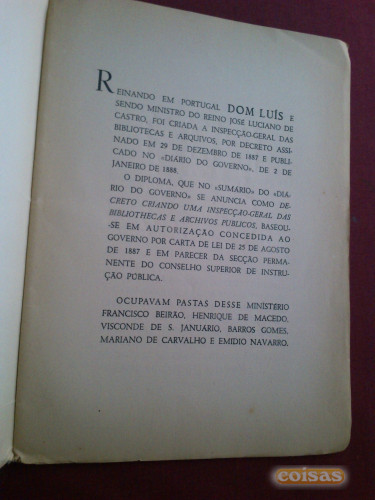 REINANDO EM PORTUGAL DOM LUÍS E
SENDO MINISTRO DO REINO JOSÉ LUCIANO DE
CASTRO, FOI CRIADA A INSPECÇÃO-GERAL DAS
BIBLIOTECAS E ARQUIVOS, POR DECRETO ASSI-
NADO EM 29 DE DEZEMBRO DE 1887 E PUBLI-
CADO NO «DIÁRIO DO GOVERNO», DE 2 DE
JANEIRO DE 1888.
O DIPLOMA, QUE NO «SUMARIO» DO «DIÁ-
RIO DO GOVERNO» SE ANUNCIA COMO DE-
CRETO CRIANDO UMA INSPECÇÃO-GERAL DAS
BIBLIOTHECAS E ARCHIVOS PUBLICOS, BASEOU-
-SE EM AUTORIZAÇÃO CONCEDIDA AO
GOVERNO POR CARTA DE LEI DE 25 DE AGOSTO
DE 1887 E EM PARECER DA SECÇÃO PERMA-
NENTE DO CONSELHO SUPERIOR DE INSTRU-
ÇÃO PÚBLICA.
OCUPAVAM PASTAS DESSE MINISTÉRIO
FRANCISCO BEIRÃO, HENRIQUE DE MACEDO,
VISCONDE DE S. JANUÁRIO, BARROS GOMES,
MARIANO DE CARVALHO E EMIDIO NAVARRO.
coisas